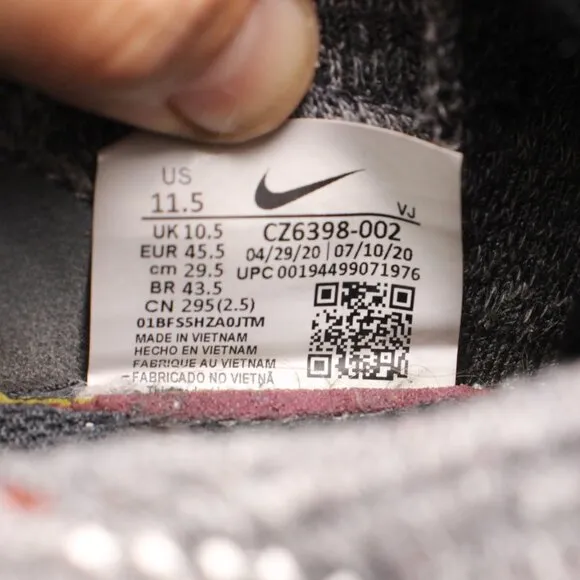 US
11.5
VJ
UK 10.5
EUR 45.5
cm 29.5
BR 43.5
CN 295(2.5)
CZ6398-002
04/29/20 | 07/10/20
UPC 00194499071976
01BFS5HZA0JTM
MADE IN VIETNAM
HECHO EN VIETNAM
FABRIQUE AU VIETNAM
FABRICADO NO VIETNÃ